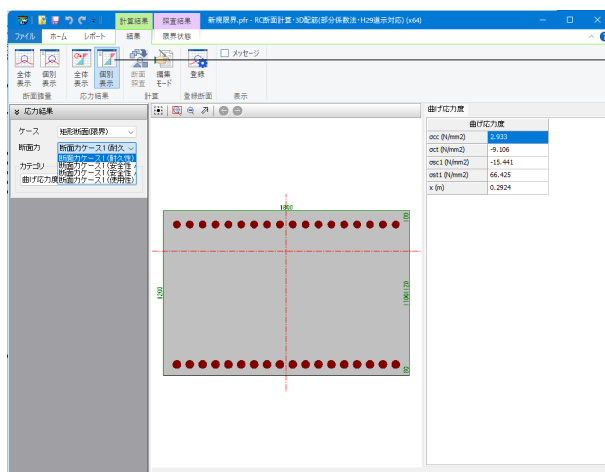 計算結果 照査結果 新規限界.pfr - RC断面計算・3D配筋(部分係数法・H29道示対応) (x64)
ファイル ホーム レポート 結果 限界状態
全体表示 個別表示 全体表示 個別表示 断面照査 編集モード 登録 メッセージ
断面諸量 応力結果 計算 登録断面 表示
応力結果
ケース 矩形断面(限界)
断面力 断面力ケース1(耐久
断面力ケース1(耐久性)
断面力ケース1(安全性
断面力ケース1(安全性
断面力ケース1(使用性)
カテゴリ
曲げ応力度
1800
100
1200
1100
1120
100
曲げ応力度
曲げ応力度
σcc (N/mm2) 2.933
σct (N/mm2) -9.106
σsc1 (N/mm2) -15.441
σst1 (N/mm2) 66.425
x (m) 0.2924